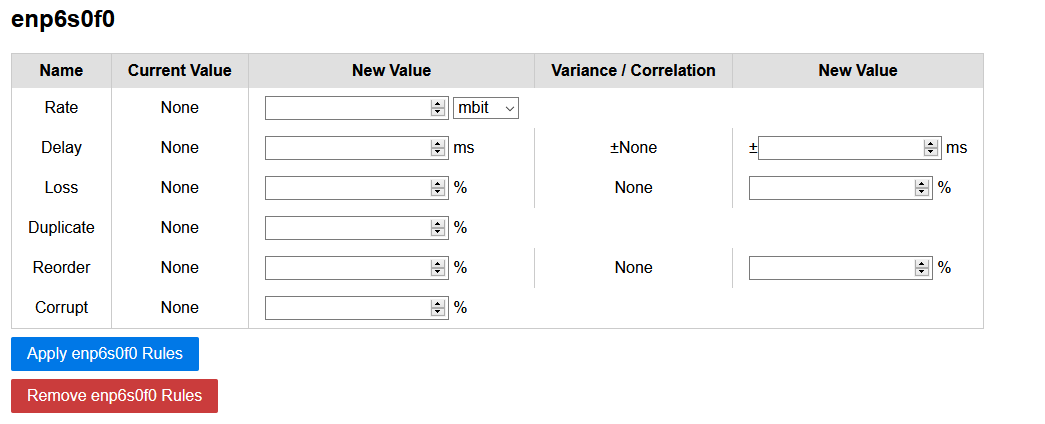 enp6s0f0
Name Current Value New Value Variance / Correlation New Value
Rate None mbit
Delay None ms ±None ± ms
Loss None % None %
Duplicate None %
Reorder None % None %
Corrupt None %
Apply enp6s0f0 Rules
Remove enp6s0f0 Rules